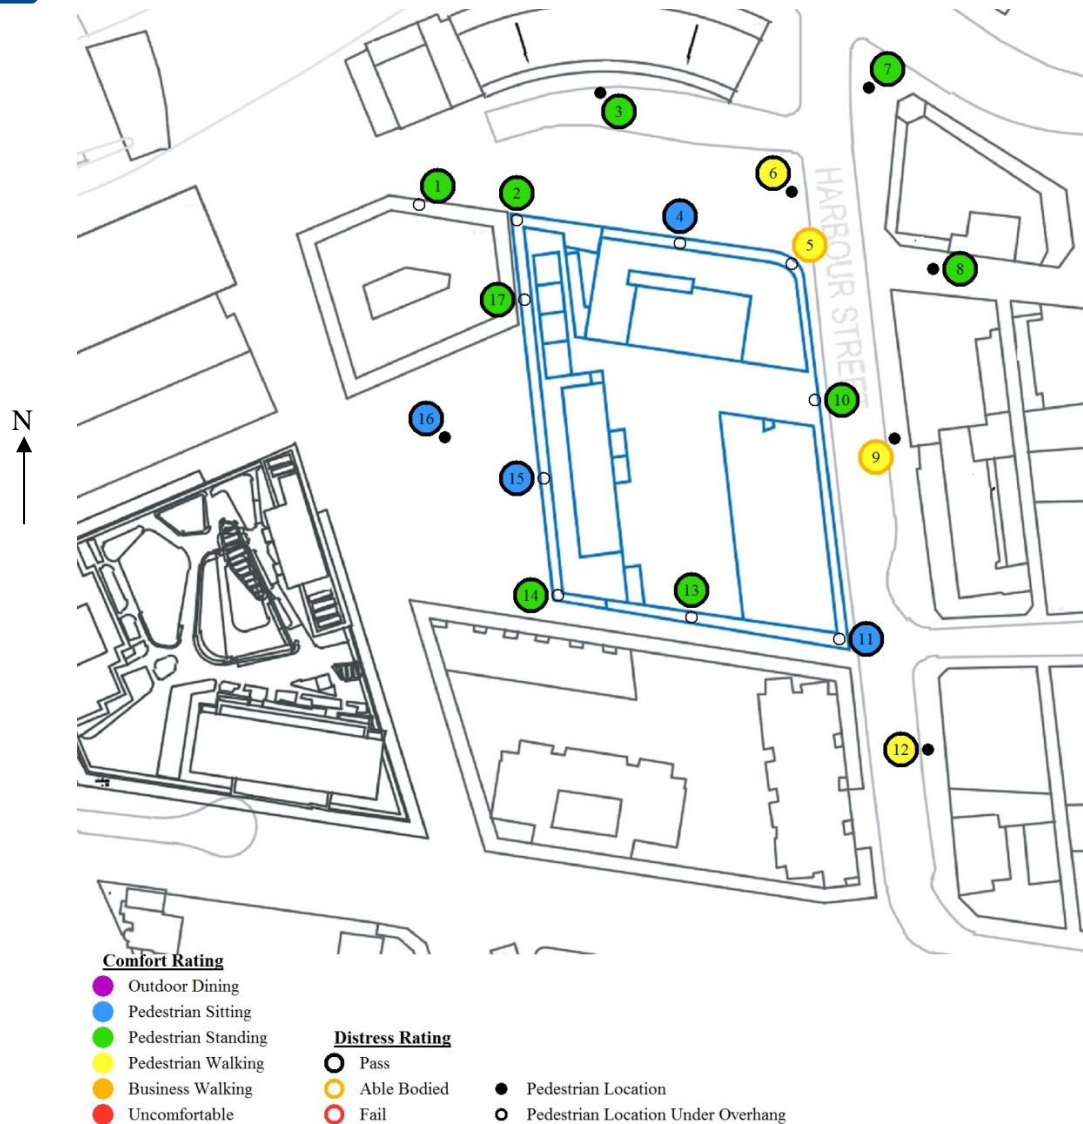 7
3
6
1
2
4
HARBOUR STREET
5
8
17
10
N
16
9
15
14
13
11
12
Comfort Rating
Outdoor Dining
Pedestrian Sitting
Pedestrian Standing
Distress Rating
Pedestrian Walking
Pass
Business Walking
Able Bodied
Pedestrian Location
Uncomfortable
Fail
Pedestrian Location Under Overhang